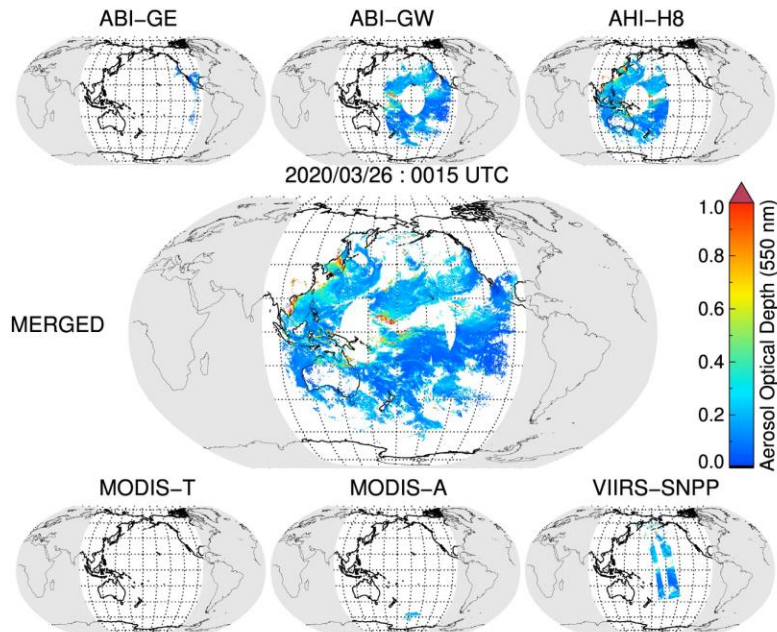 ABI-GE
ABI-GW
AHI-H8
2020/03/26 : 0015 UTC
MERGED
1.0
0.8
0.6
0.4
0.2
0.0
Aerosol Optical Depth (550 nm)
MODIS-T
MODIS-A
VIIRS-SNPP